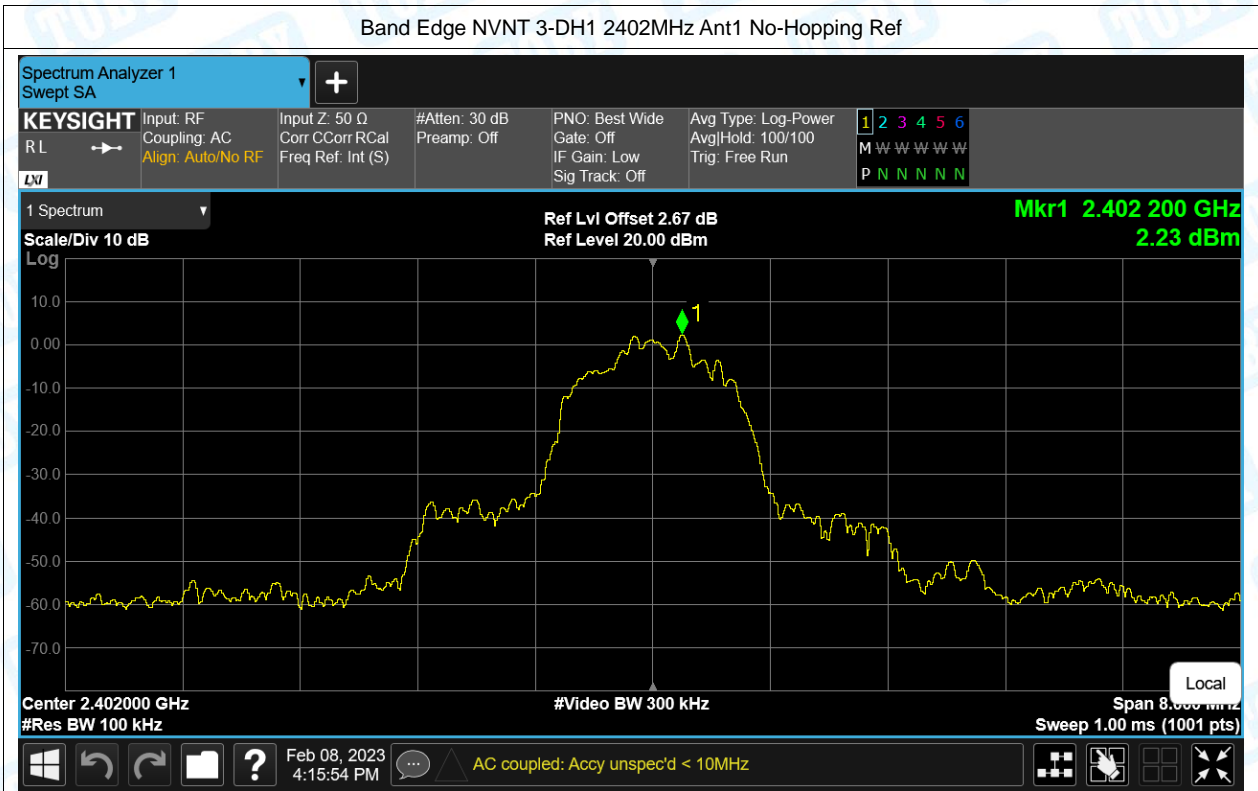 Band Edge NVNT 3-DH1 2402MHz Ant1 No-Hopping Ref
Spectrum Analyzer 1
Swept SA
+
KEYSIGHT
R L
LXI
Input: RF
Coupling: AC
Align: Auto/No RF
Input Z: 50 Ω
Corr CCorr RCal
Freq Ref: Int (S)
#Atten: 30 dB
Preamp: Off
PNO: Best Wide
Gate: Off
IF Gain: Low
Sig Track: Off
Avg Type: Log-Power
Avg|Hold: 100/100
Trig: Free Run
1 2 3 4 5 6
M W W W W W
P N N N N N
1 Spectrum
Scale/Div 10 dB
Log
Ref Lvl Offset 2.67 dB
Ref Level 20.00 dBm
Mkr1 2.402 200 GHz
2.23 dBm
1
10.0
0.00
-10.0
-20.0
-30.0
-40.0
-50.0
-60.0
-70.0
Local
Center 2.402000 GHz
#Video BW 300 kHz
Span 8.000 MHz
#Res BW 100 kHz
Sweep 1.00 ms (1001 pts)
?
Feb 08, 2023
4:15:54 PM
AC coupled: Accy unspec'd < 10MHz